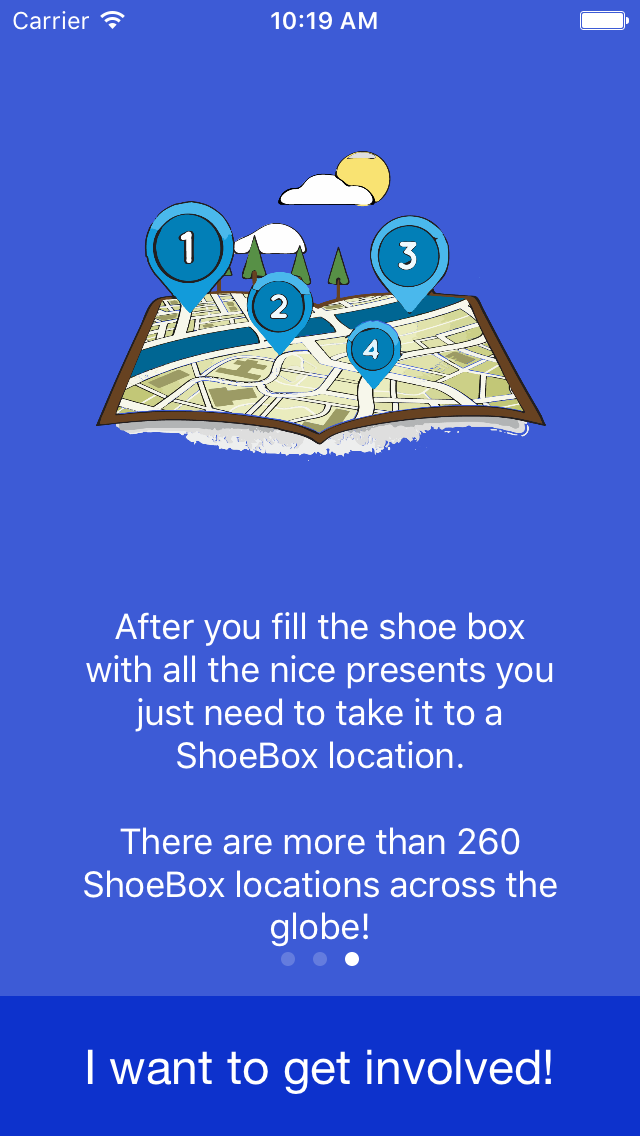 Carrier 10:19 AM
1
3
2
4
After you fill the shoe box
with all the nice presents you
just need to take it to a
ShoeBox location.
There are more than 260
ShoeBox locations across the
globe!
I want to get involved!